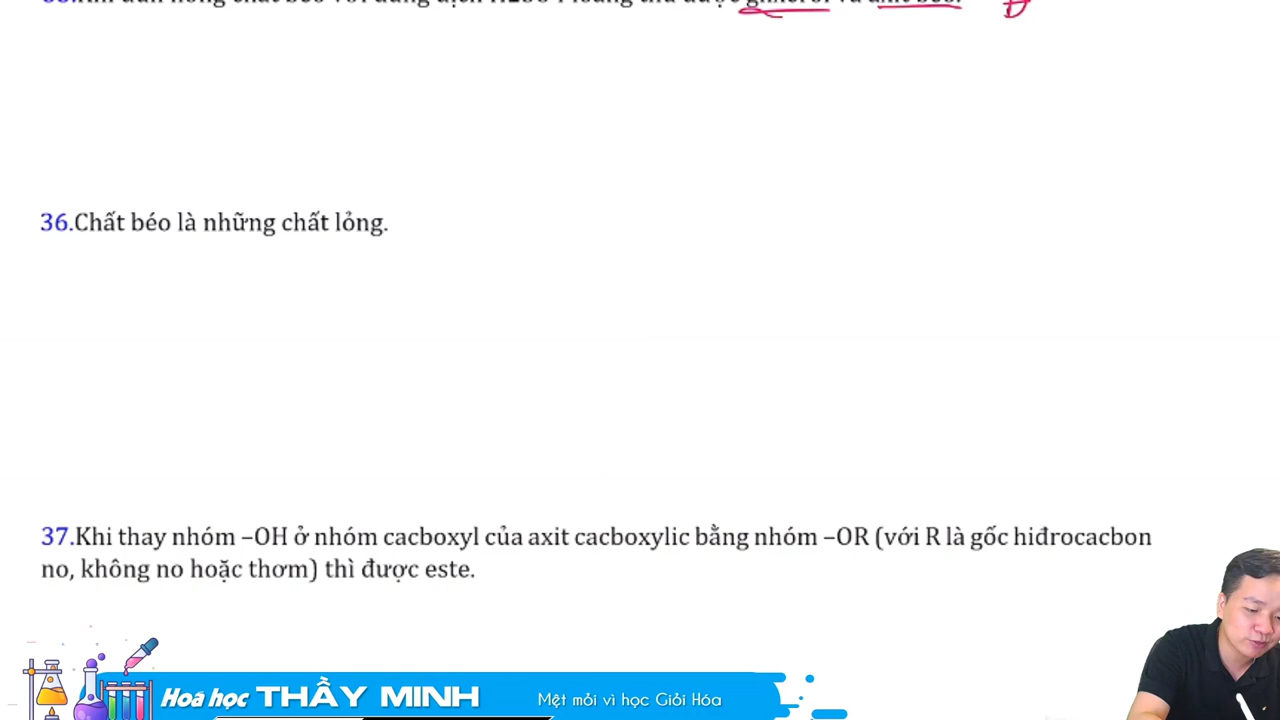 36.Chất béo là những chất lỏng.
37.Khi thay nhóm –OH ở nhóm cacboxyl của axit cacboxylic bằng nhóm –OR (với R là gốc hiđrocacbon
no, không no hoặc thơm) thì được este.
Hoá học THẦY MINH
Mệt mỏi vì học Giỏi Hóa